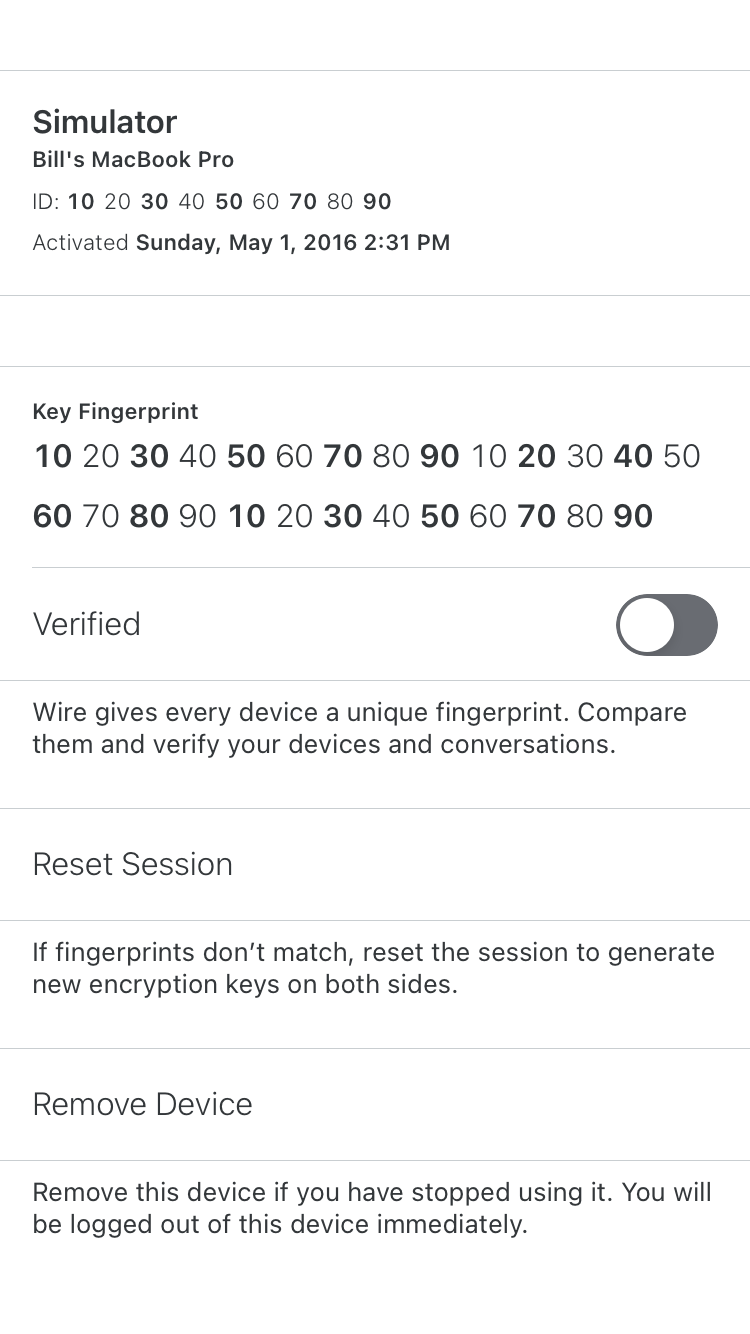 Simulator
Bill's MacBook Pro
ID: 10 20 30 40 50 60 70 80 90
Activated Sunday, May 1, 2016 2:31 PM
Key Fingerprint
10 20 30 40 50 60 70 80 90 10 20 30 40 50
60 70 80 90 10 20 30 40 50 60 70 80 90
Verified
Wire gives every device a unique fingerprint. Compare
them and verify your devices and conversations.
Reset Session
If fingerprints don’t match, reset the session to generate
new encryption keys on both sides.
Remove Device
Remove this device if you have stopped using it. You will
be logged out of this device immediately.